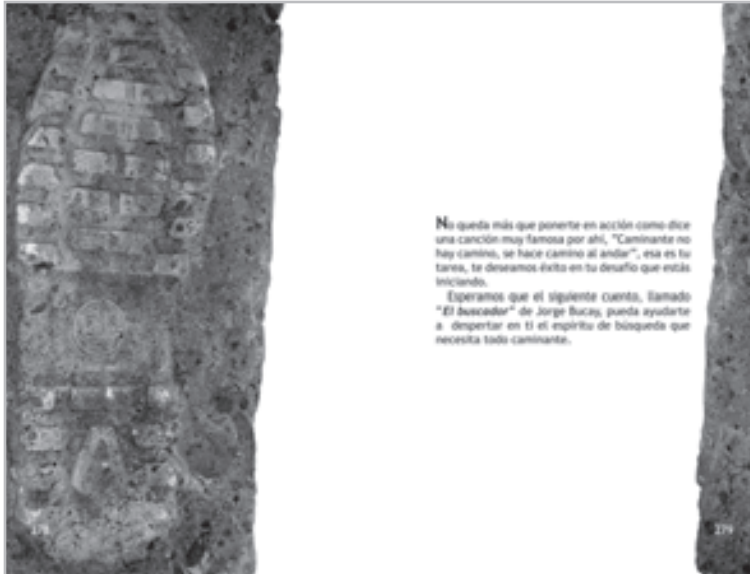 No queda más que ponerte en acción como dice
una canción muy famosa por ahí, "Caminante no
hay camino, se hace camino al andar", esa es tu
tarea, te deseamos éxito en tu desafío que estás
iniciando.
Esperamos que el siguiente cuento, llamado
"El buscador" de Jorge Bucay, pueda ayudarte
a despertar en ti el espíritu de búsqueda que
necesita todo caminante.
278
279